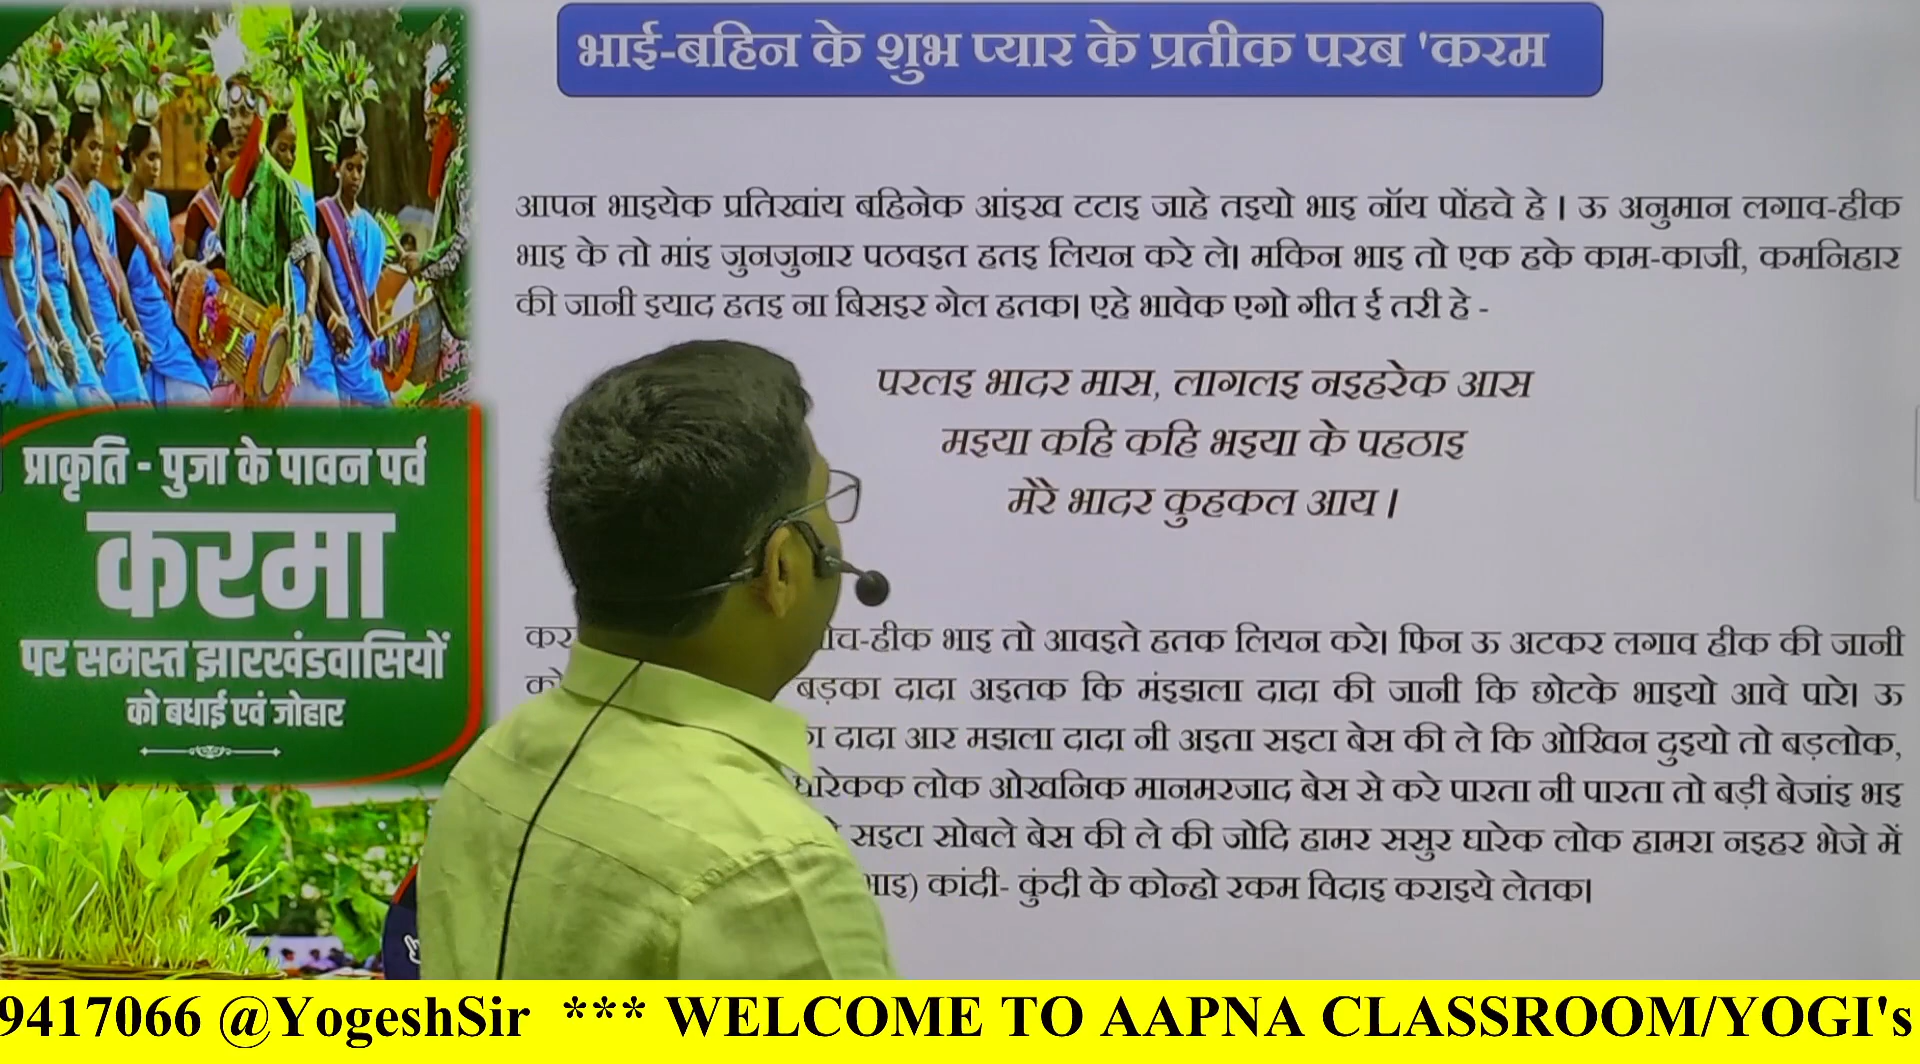 भाई-बहिन के शुभ प्यार के प्रतीक परब 'करम
आपन भाइयेक प्रतिखांय बहिनेक आंइख टटाइ जाहे तइयो भाइ नॉय पोंहचे हे। ऊ अनुमान लगाव-हीक
भाइ के तो मांइ जुनजुनार पठवइत हतइ लियन करे ले। मकिन भाइ तो एक हके काम-काजी, कमनिहार
की जानी इयाद हतइ ना बिसइर गेल हतक। एहे भावेक एगो गीत ई तरी हे -
परलइ भादर मास, लागलइ नइहरेक आस
मइया कहि कहि भइया के पहठाइ
मेरे भादर कुहकल आय।
भाइ तो आवइते हतक लियन करे। फिन ऊ अटकर लगाव हीक की जानी
बड़का दादा अइतक कि मंइझला दादा की जानी कि छोटके भाइयो आवे पारे। ऊ
दादा आर मझला दादा नी अइता सइटा बेस की ले कि ओखिन दुइयो तो बड़लोक,
लोक ओखनिक मानमरजाद बेस से करे पारता नी पारता तो बड़ी बेजांइ भइ
सइटा सोबले बेस की ले की जोदि हामर ससुर घारेक लोक हामरा नइहर भेजे में
कांदी- कुंदी के कोन्हो रकम विदाइ कराइये लेतक।
प्राकृति - पुजा के पावन पर्व
करमा
पर समस्त झारखंडवासियों
को बधाई एवं जोहार
9417066 @YogeshSir *** WELCOME TO AAPNA CLASSROOM/YOGI's